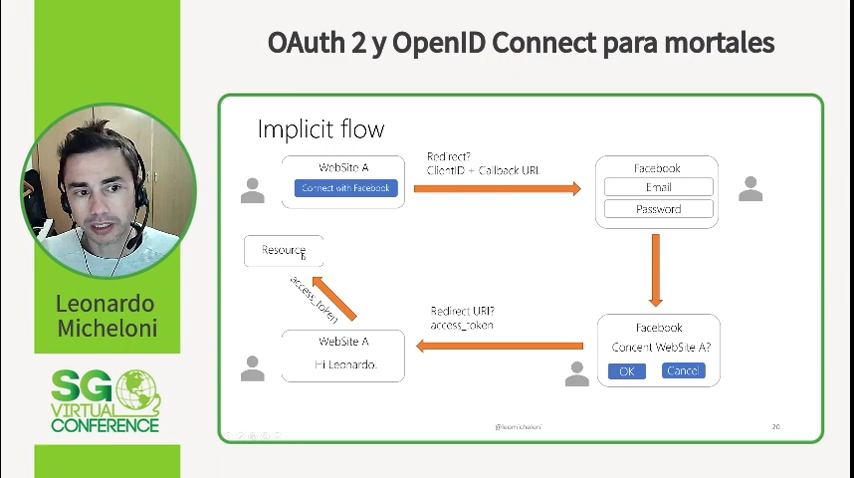 OAuth 2 y OpenID Connect para mortales
Implicit flow
WebSite A
Connect with Facebook
Redirect?
ClientID + Callback URL
Facebook
Email
Password
Resource
access_token
Redirect URI?
access_token
WebSite A
Hi Leonardo.
Facebook
Concent WebSite A?
OK
Cancel
@leomicheloni
20
Leonardo
Micheloni
SG
VIRTUAL
CONFERENCE